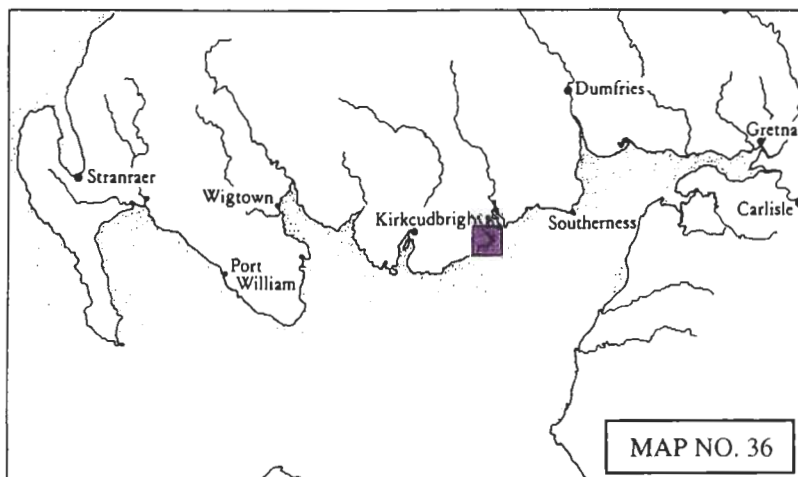 Dumfries
Gretna
Stranraer
Wigtown
Kirkcudbright
Southerness
Carlisle
Port
William
MAP NO. 36